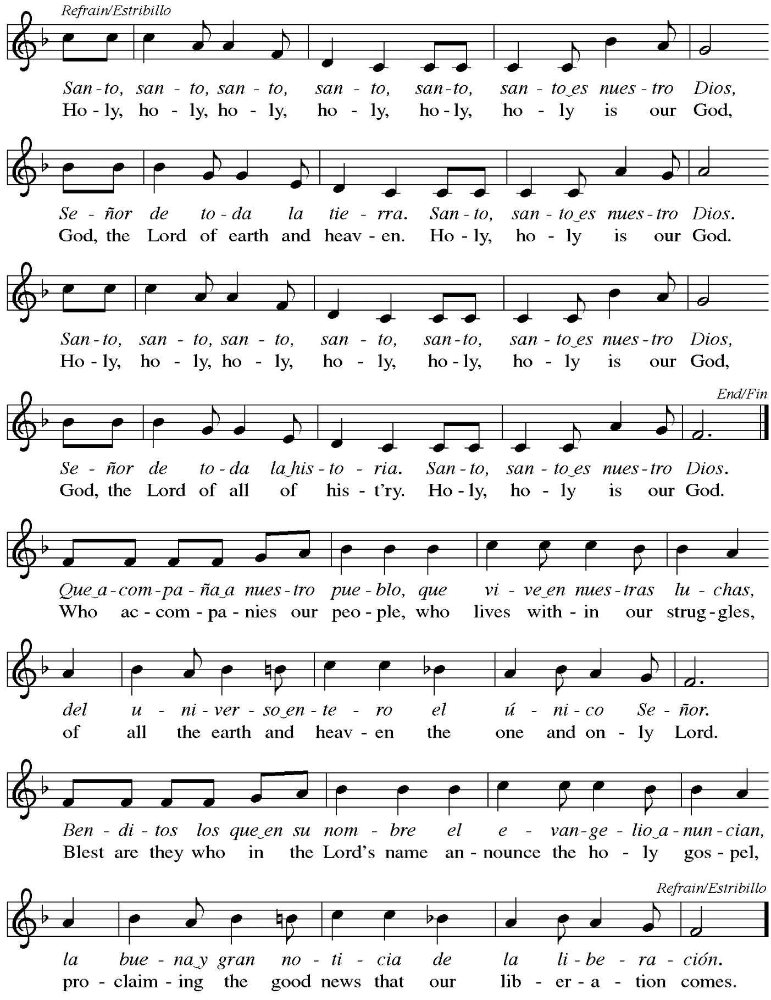 Refrain/Estribillo
San - to, san - to, san - to, san - to, san - to, san - to‿es nues - tro Dios,
Ho - ly, ho - ly, ho - ly, ho - ly, ho - ly, ho - ly is our God,
Se - ñor de to - da la tie - rra. San - to, san - to‿es nues - tro Dios.
God, the Lord of earth and heav - en. Ho - ly, ho - ly is our God.
San - to, san - to, san - to, san - to, san - to, san - to‿es nues - tro Dios,
Ho - ly, ho - ly, ho - ly, ho - ly, ho - ly, ho - ly is our God,
End/Fin
Se - ñor de to - da la‿his - to - ria. San - to, san - to‿es nues - tro Dios.
God, the Lord of all of his - t'ry. Ho - ly, ho - ly is our God.
Que‿a - com - pa - ña‿a nues - tro pue - blo, que vi - ve‿en nues - tras lu - chas,
Who ac - com - pa - nies our peo - ple, who lives with - in our strug - gles,
del u - ni - ver - so‿en - te - ro el ú - ni - co Se - ñor.
of all the earth and heav - en the one and on - ly Lord.
Ben - di - tos los que‿en su nom - bre el e - van - ge - lio‿a - nun - cian,
Blest are they who in the Lord's name an - nounce the ho - ly gos - pel,
Refrain/Estribillo
la bue - na‿y gran no - ti - cia de la li - be - ra - ción.
pro - claim - ing the good news that our lib - er - a - tion comes.